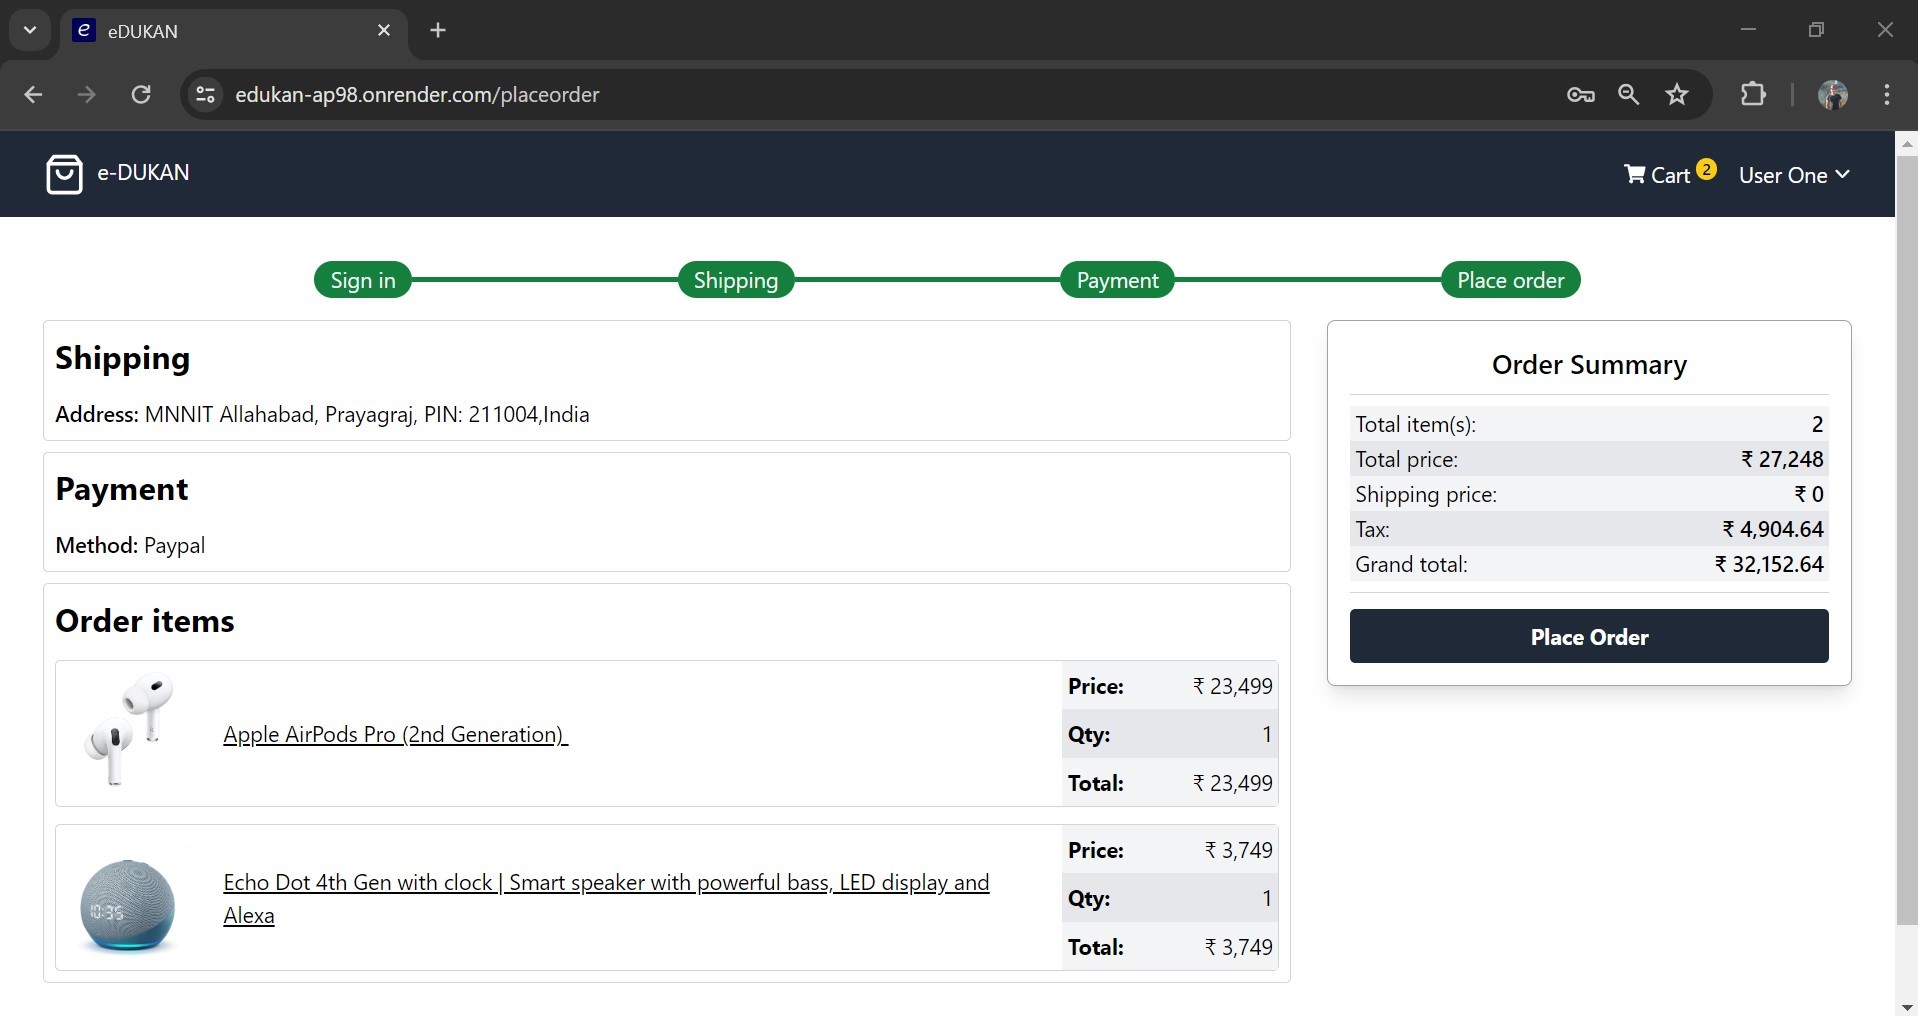 eDUKAN
edukan-ap98.onrender.com/placeorder
e-DUKAN
Cart 2 User One
Sign in Shipping Payment Place order
Shipping
Address: MNNIT Allahabad, Prayagraj, PIN: 211004,India
Payment
Method: Paypal
Order items
Apple AirPods Pro (2nd Generation)
Price: ₹ 23,499
Qty: 1
Total: ₹ 23,499
10:35
Echo Dot 4th Gen with clock | Smart speaker with powerful bass, LED display and
Alexa
Price: ₹ 3,749
Qty: 1
Total: ₹ 3,749
Order Summary
Total item(s): 2
Total price: ₹ 27,248
Shipping price: ₹ 0
Tax: ₹ 4,904.64
Grand total: ₹ 32,152.64
Place Order